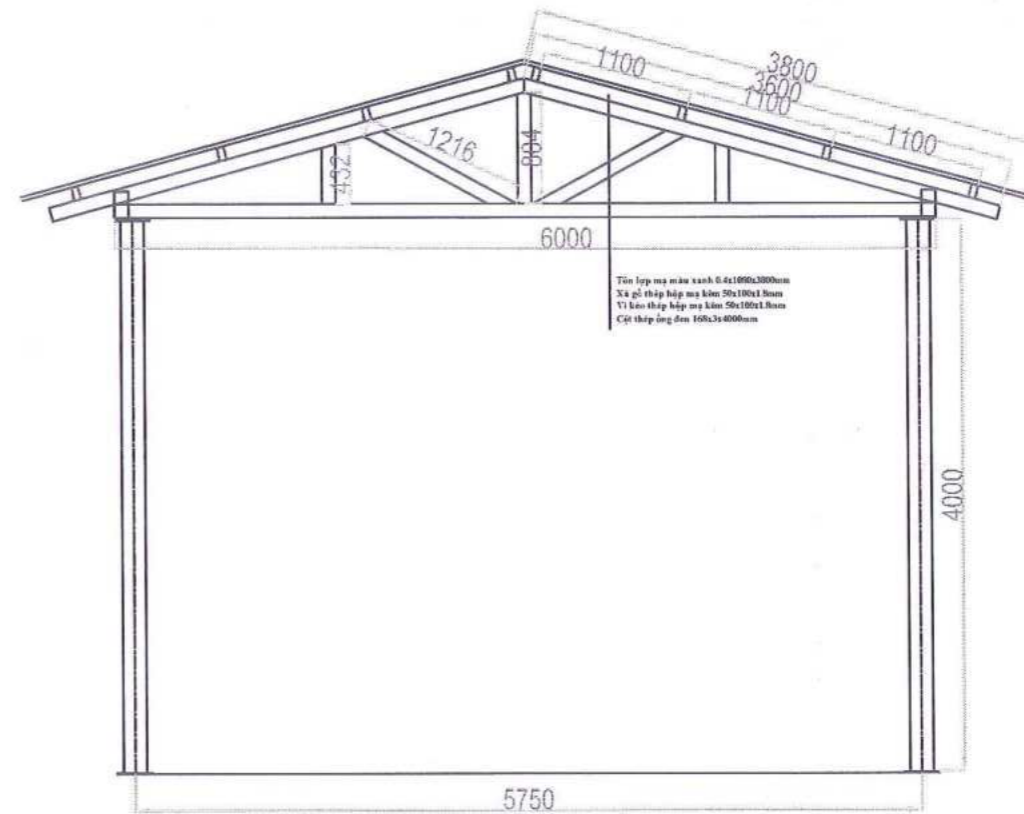 3800
3600
1100
1100
1100
1216
432
804
6000
Tôn lợp mạ màu xanh 0.4x1080x3800mm
Xà gồ thép hộp mạ kẽm 50x100x1.8mm
Vì kèo thép hộp mạ kẽm 50x100x1.8mm
Cột thép ống đen 168x3x4000mm
4000
5750